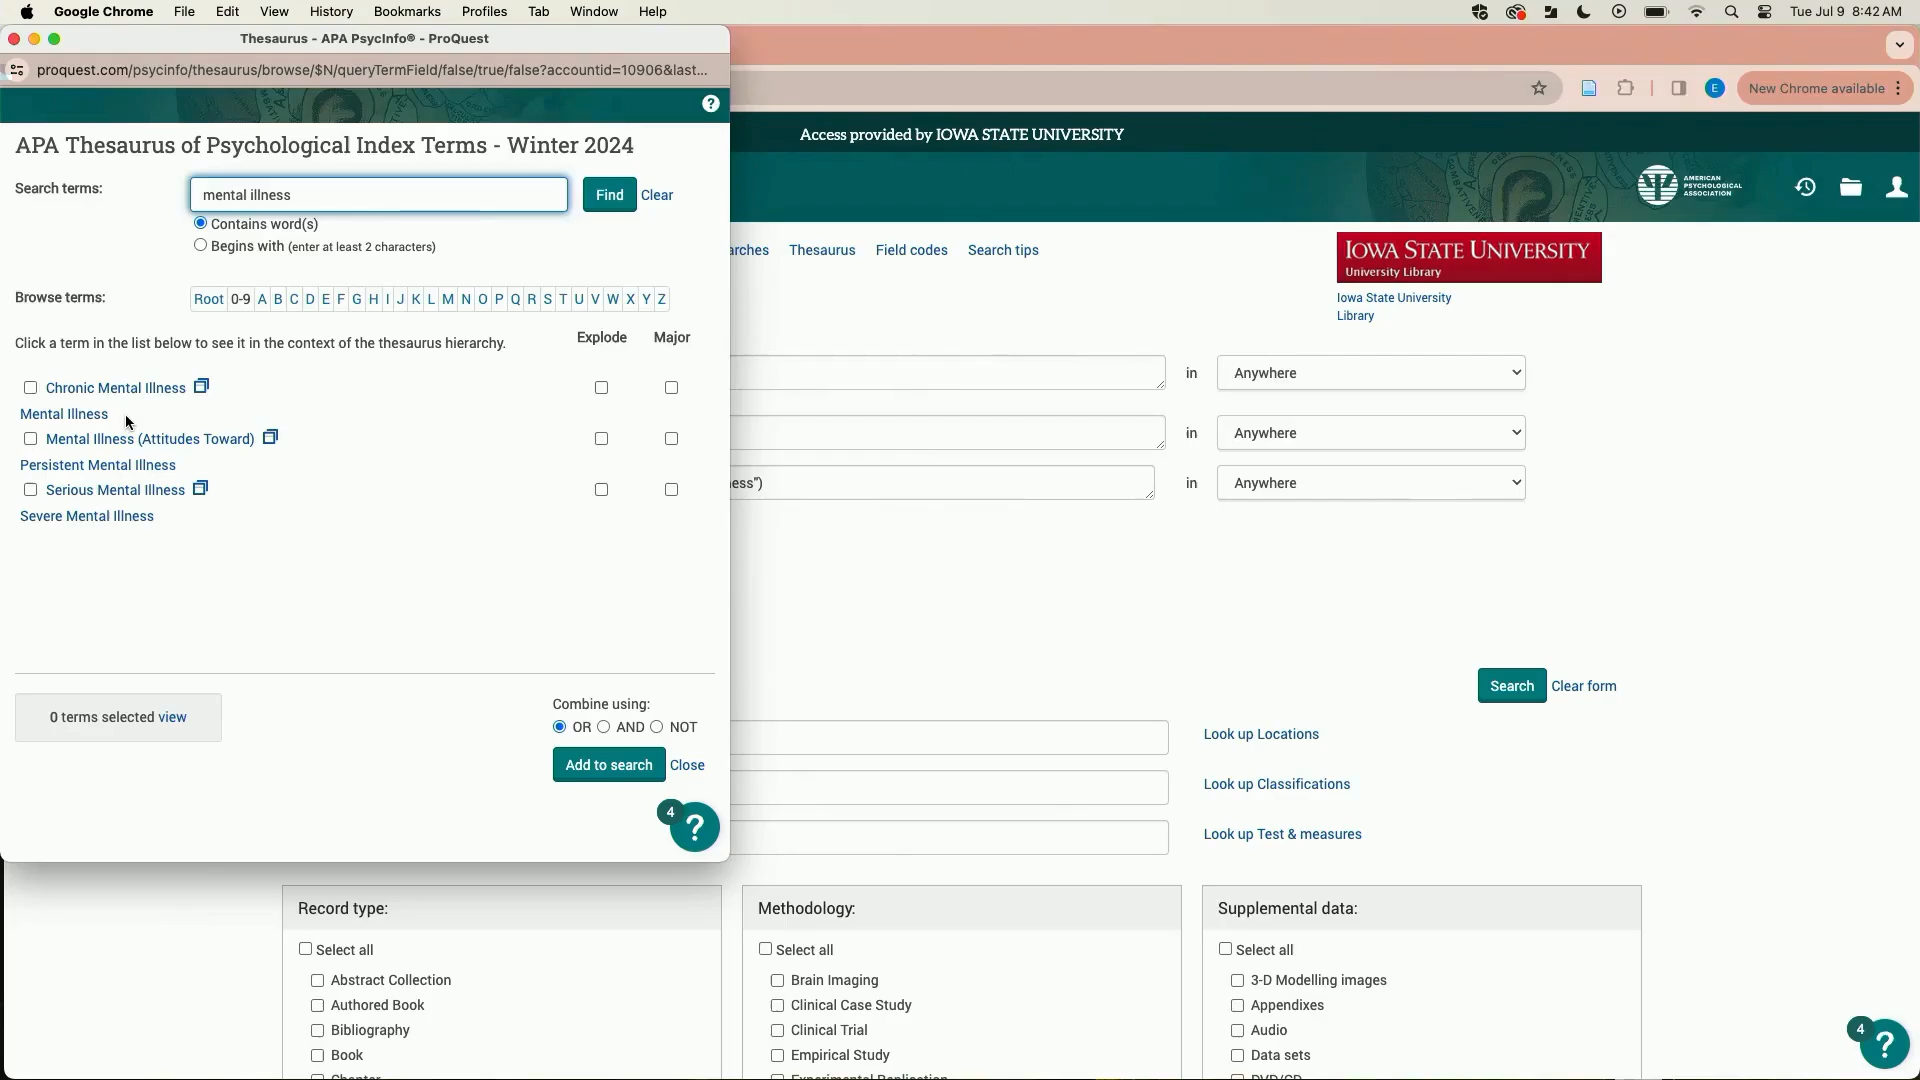 Google Chrome File Edit View History Bookmarks Profiles Tab Window Help Tue Jul 9 8:42 AM
Thesaurus - APA PsycInfo® - ProQuest
proquest.com/psycinfo/thesaurus/browse/$N/queryTermField/false/true/false?accountid=10906&last...
E New Chrome available
?
APA Thesaurus of Psychological Index Terms - Winter 2024
Search terms:
mental illness
Find Clear
Contains word(s)
Begins with (enter at least 2 characters)
Browse terms:
Root 0-9 A B C D E F G H I J K L M N O P Q R S T U V W X Y Z
Click a term in the list below to see it in the context of the thesaurus hierarchy.
Explode Major
Chronic Mental Illness
Mental Illness
Mental Illness (Attitudes Toward)
Persistent Mental Illness
Serious Mental Illness
Severe Mental Illness
0 terms selected view
Combine using:
OR AND NOT
Add to search Close
4 ?
Access provided by IOWA STATE UNIVERSITY
AMERICAN
PSYCHOLOGICAL
ASSOCIATION
arches Thesaurus Field codes Search tips
IOWA STATE UNIVERSITY
University Library
Iowa State University
Library
in Anywhere
in Anywhere
ess”) in Anywhere
Search Clear form
Look up Locations
Look up Classifications
Look up Test & measures
Record type:
Select all
Abstract Collection
Authored Book
Bibliography
Book
Chapter
Methodology:
Select all
Brain Imaging
Clinical Case Study
Clinical Trial
Empirical Study
Experimental Replication
Supplemental data:
Select all
3-D Modelling images
Appendixes
Audio
Data sets
DVD/CD
4 ?